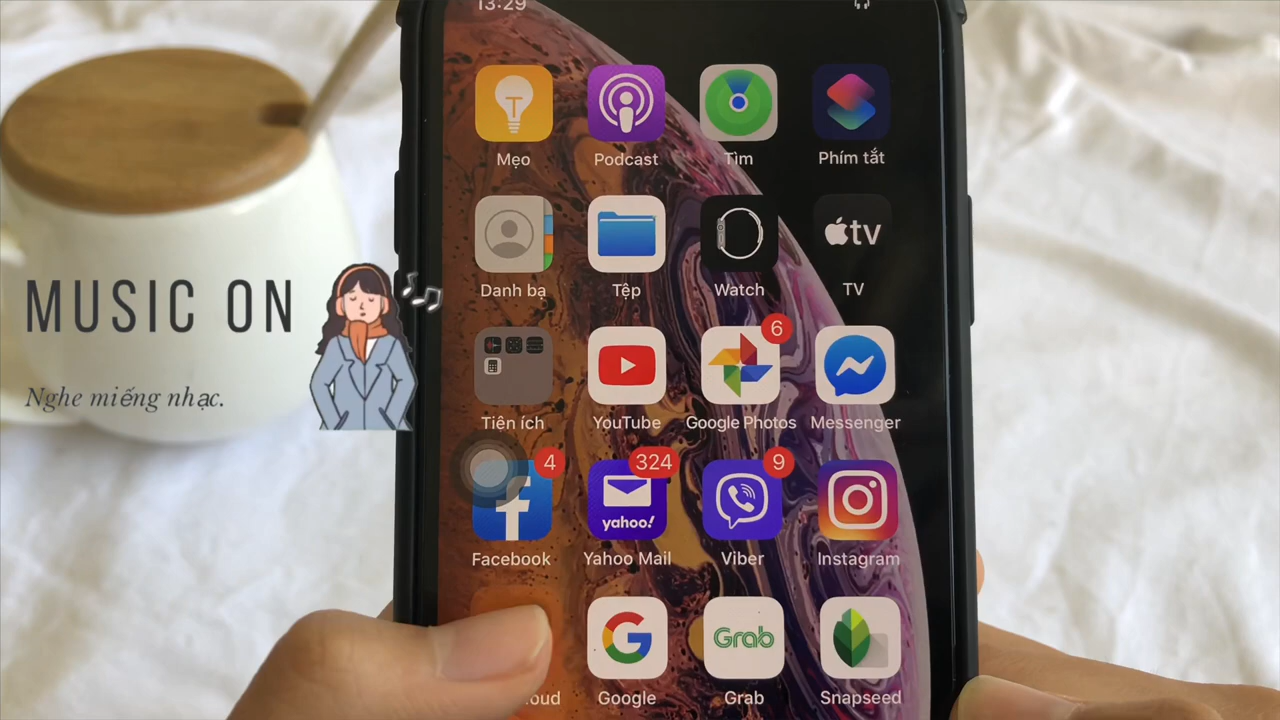 13:29
Mẹo
Podcast
Tìm
Phím tắt
tv
Danh bạ
Tệp
Watch
TV
MUSIC ON
Nghe miếng nhạc.
6
Tiện ích
YouTube
Google Photos
Messenger
4
324
9
yahoo!
Facebook
Yahoo Mail
Viber
Instagram
G
Grab
oud
Google
Grab
Snapseed